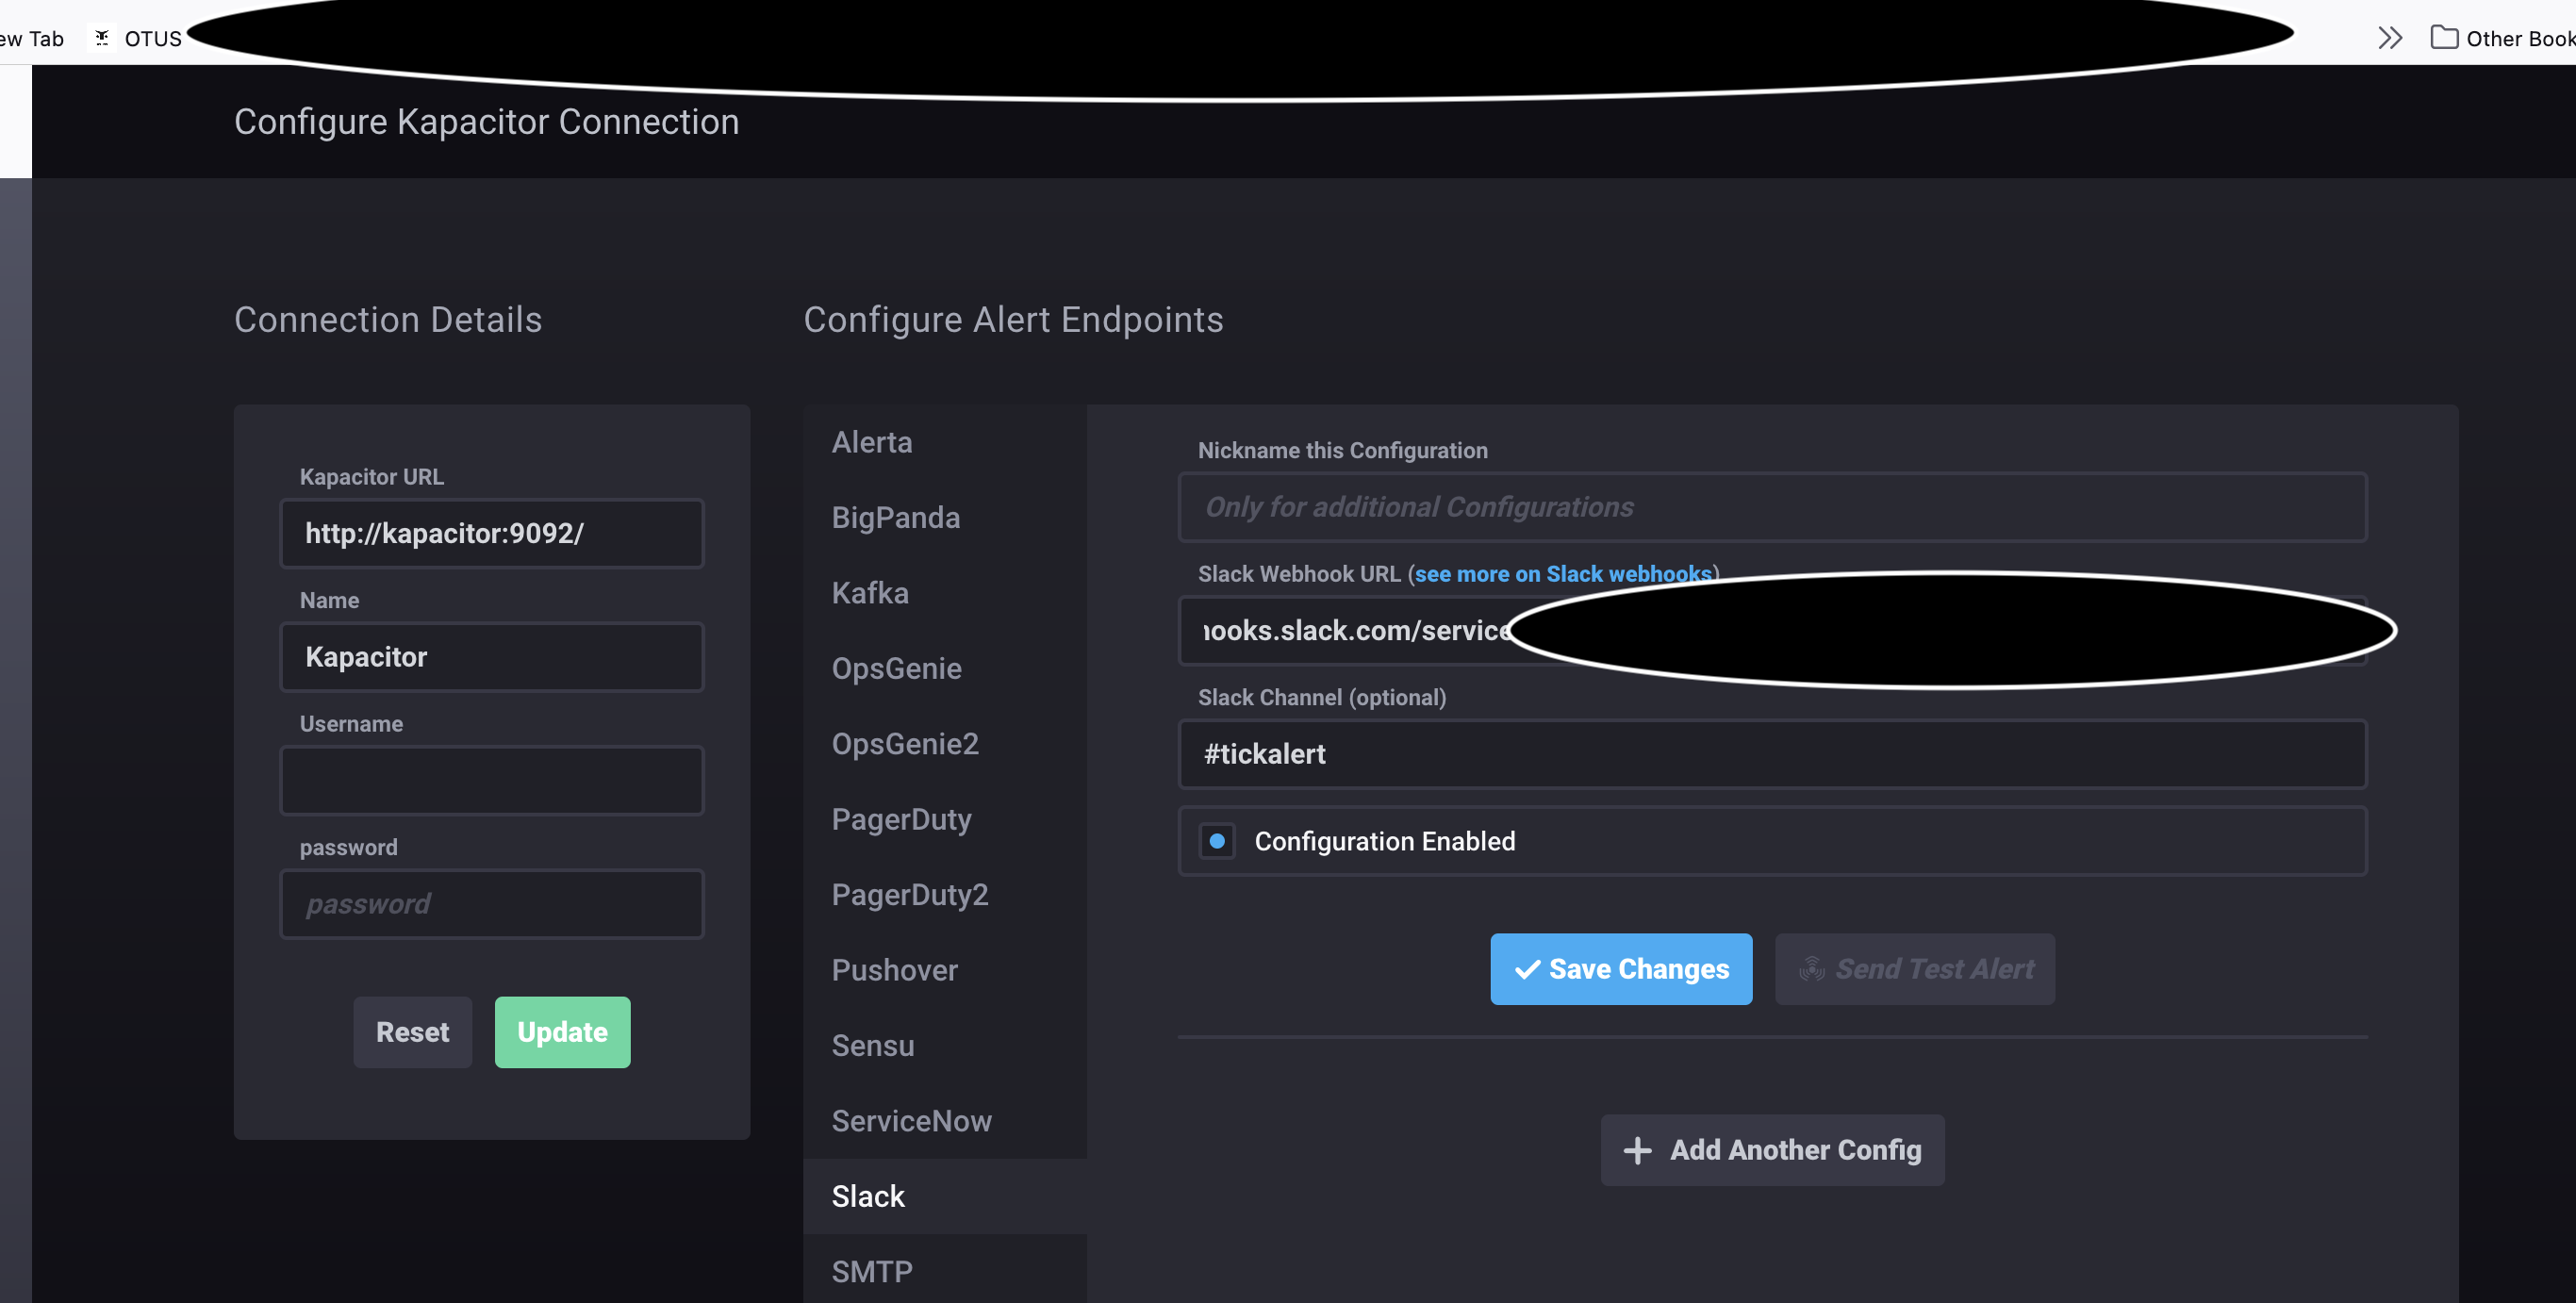 ew Tab
OTUS
Other Book
Configure Kapacitor Connection
Connection Details
Kapacitor URL
http://kapacitor:9092/
Name
Kapacitor
Username
password
password
Reset
Update
Configure Alert Endpoints
Alerta
BigPanda
Kafka
OpsGenie
OpsGenie2
PagerDuty
PagerDuty2
Pushover
Sensu
ServiceNow
Slack
SMTP
Nickname this Configuration
Only for additional Configurations
Slack Webhook URL (see more on Slack webhooks)
hooks.slack.com/service
Slack Channel (optional)
#tickalert
Configuration Enabled
Save Changes
Send Test Alert
Add Another Config